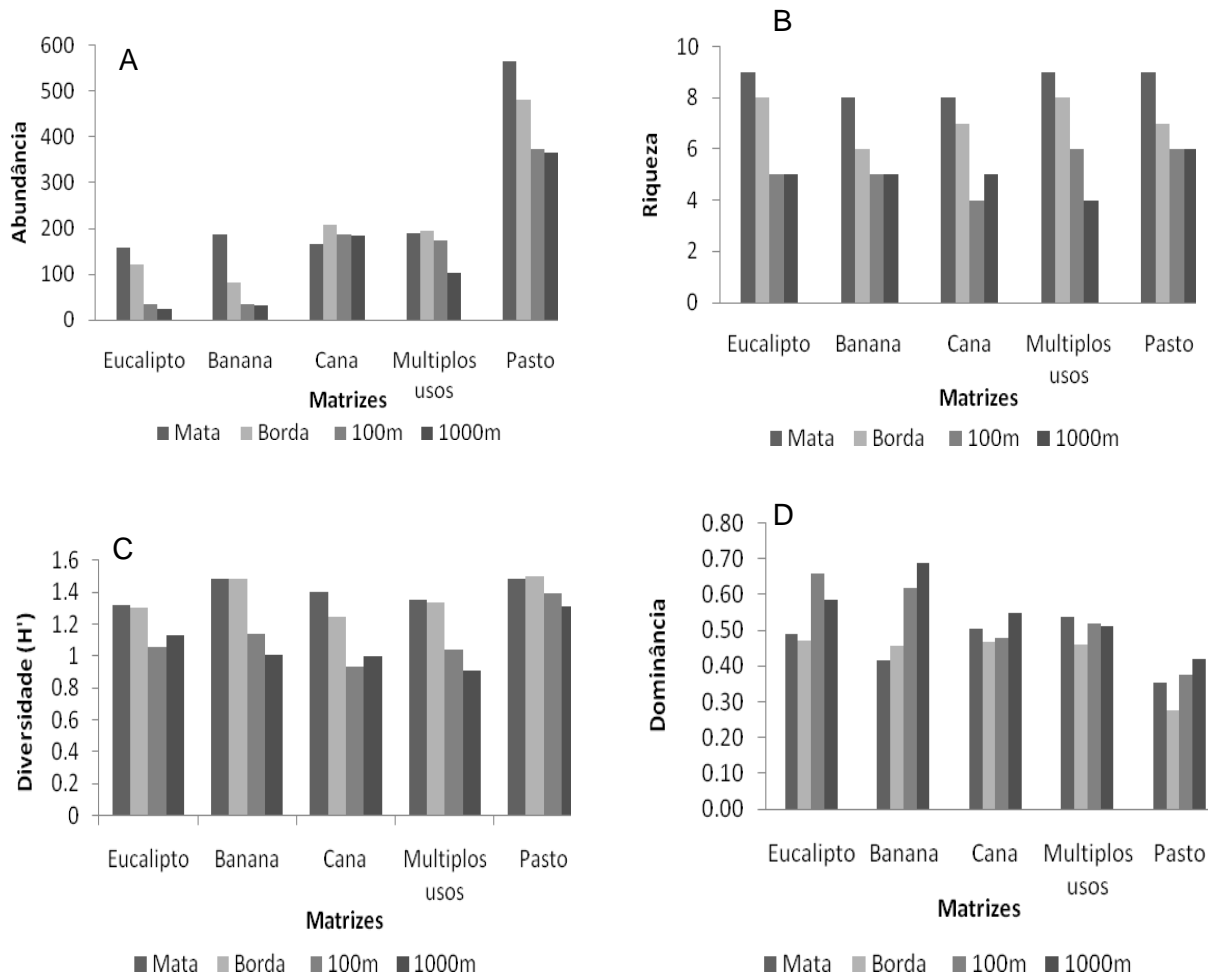 A
600
500
400
300
200
100
0
Abundância
Eucalipto Banana Cana Multiplos usos Pasto
Matrizes
Mata Borda 100m 1000m
B
10
8
6
4
2
0
Riqueza
Eucalipto Banana Cana Multiplos usos Pasto
Matrizes
Mata Borda 100m 1000m
C
1.6
1.4
1.2
1
0.8
0.6
0.4
0.2
0
Diversidade (H')
Eucalipto Banana Cana Multiplos usos Pasto
Matrizes
Mata Borda 100m 1000m
D
0.80
0.70
0.60
0.50
0.40
0.30
0.20
0.10
0.00
Dominância
Eucalipto Banana Cana Multiplos usos Pasto
Matrizes
Mata Borda 100m 1000m